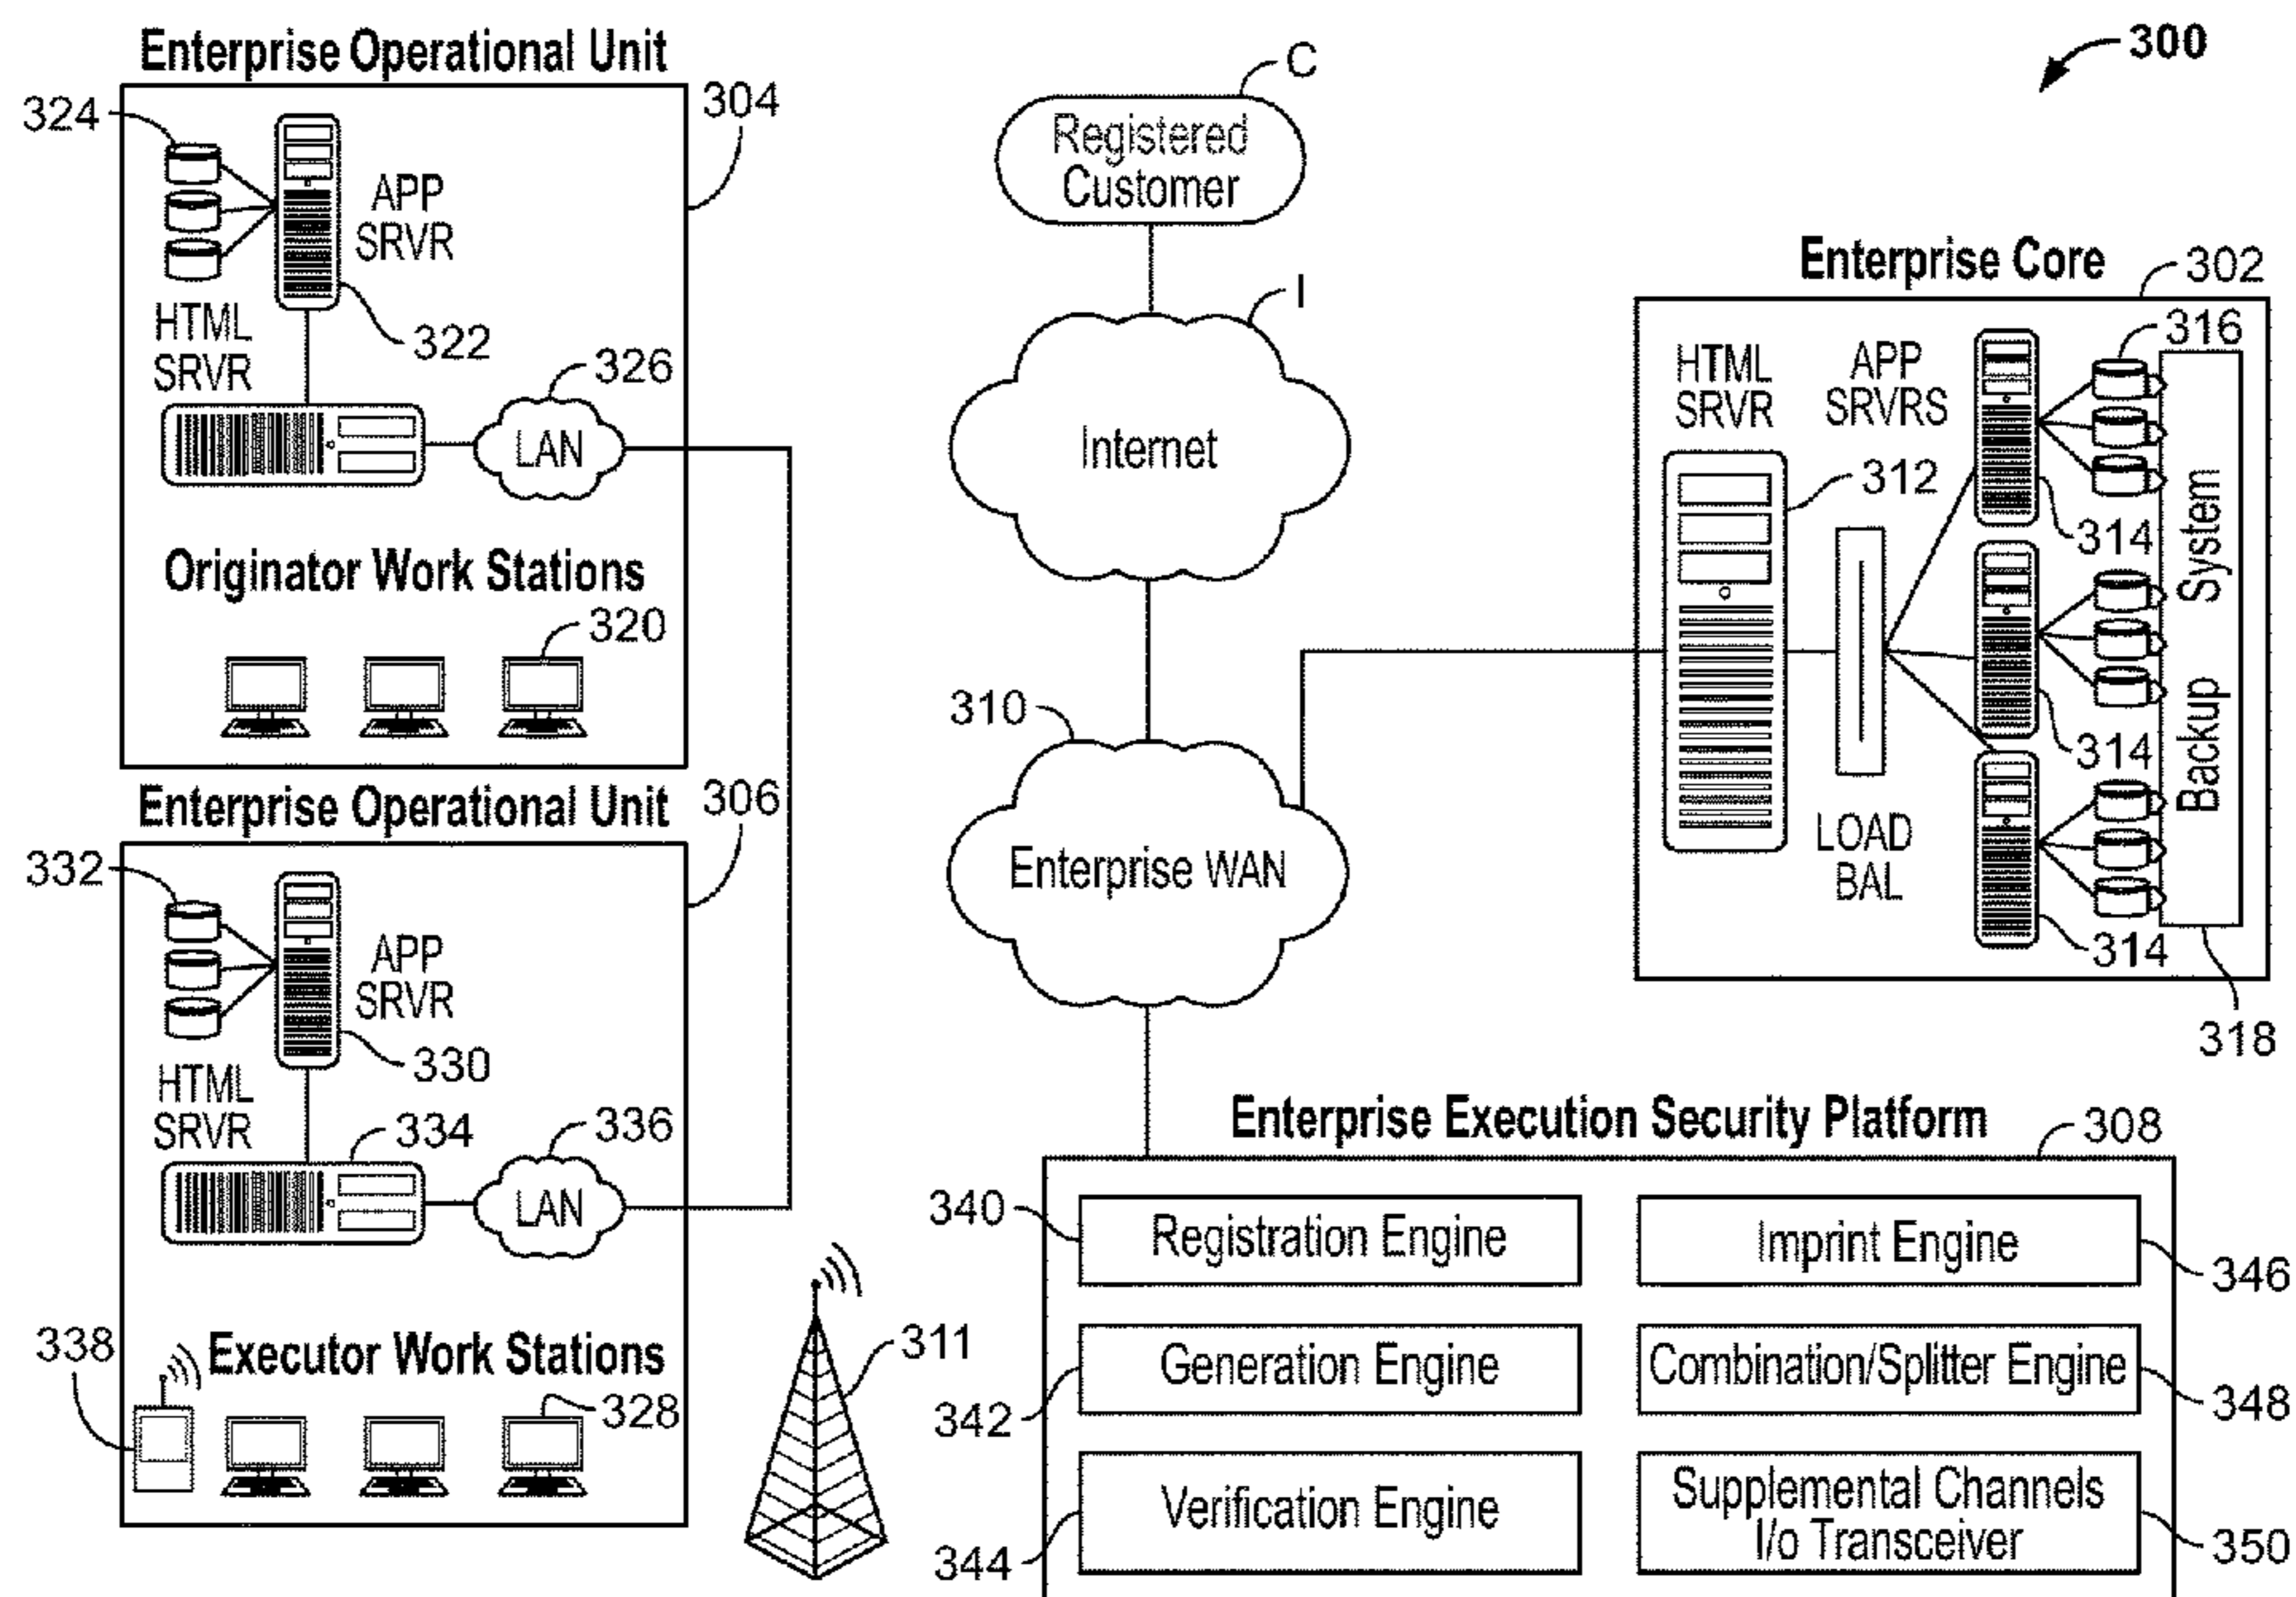 300
Enterprise Operational Unit
304
324
APP
SRVR
322
HTML
SRVR
326
LAN
Originator Work Stations
320
Enterprise Operational Unit
306
332
APP
SRVR
330
HTML
SRVR
334
336
LAN
338
Executor Work Stations
328
311
C
Registered
Customer
I
Internet
310
Enterprise WAN
Enterprise Core
302
316
HTML
SRVR
APP
SRVRS
312
314
314
314
LOAD
BAL
Backup System
318
Enterprise Execution Security Platform
308
340
Registration Engine
Imprint Engine
346
342
Generation Engine
Combination/Splitter Engine
348
344
Verification Engine
Supplemental Channels
I/o Transceiver
350